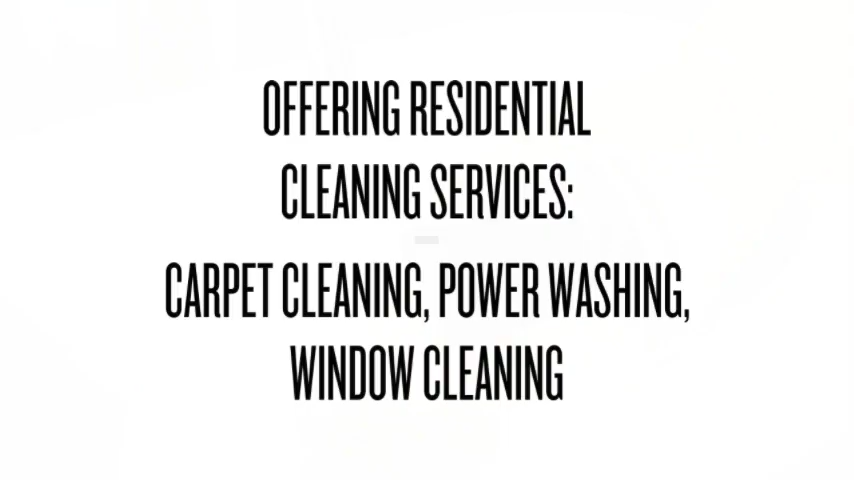 OFFERING RESIDENTIAL
CLEANING SERVICES:
CARPET CLEANING, POWER WASHING,
WINDOW CLEANING